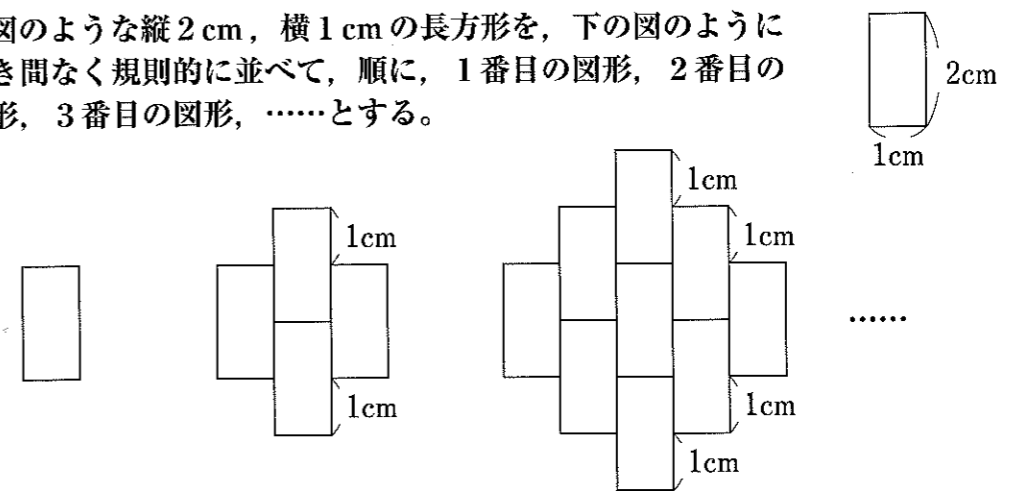 図のような縦2cm，横1cmの長方形を，下の図のように
き間なく規則的に並べて，順に，1番目の図形，2番目の
形，3番目の図形，……とする。
2cm
1cm
1cm
1cm
1cm
1cm
1cm
1cm
……